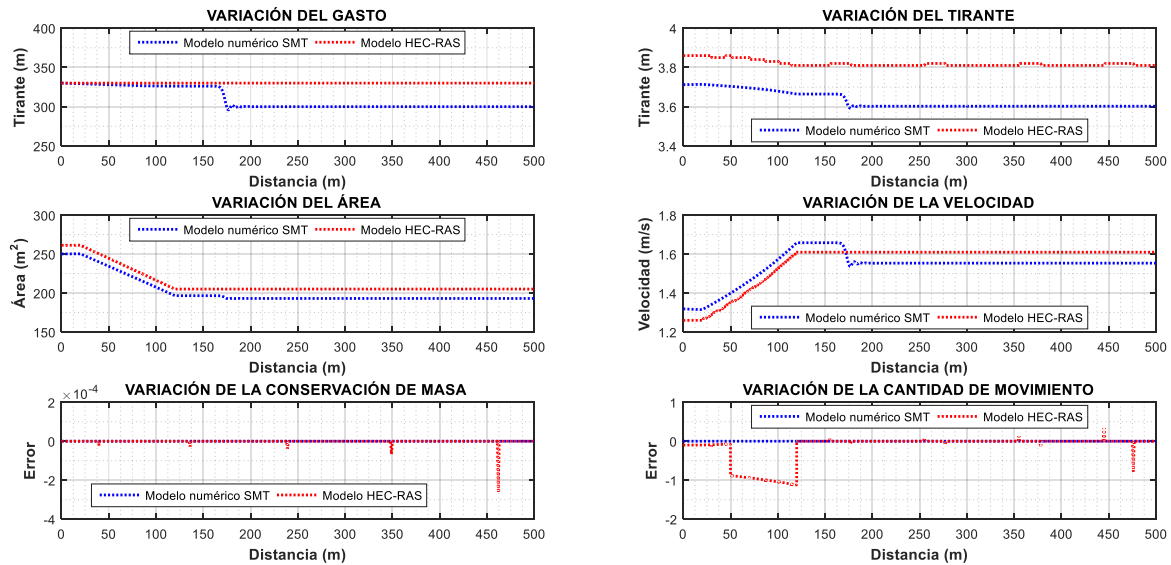 VARIACIÓN DEL GASTO
400
350
300
250
Tirante (m)
Modelo numérico SMT Modelo HEC-RAS
0 50 100 150 200 250 300 350 400 450 500
Distancia (m)
VARIACIÓN DEL TIRANTE
4
3.8
3.6
3.4
Tirante (m)
Modelo numérico SMT Modelo HEC-RAS
0 50 100 150 200 250 300 350 400 450 500
Distancia (m)
VARIACIÓN DEL ÁREA
300
250
200
150
Área (m²)
Modelo numérico SMT Modelo HEC-RAS
0 50 100 150 200 250 300 350 400 450 500
Distancia (m)
VARIACIÓN DE LA VELOCIDAD
1.8
1.6
1.4
1.2
Velocidad (m/s)
Modelo numérico SMT Modelo HEC-RAS
0 50 100 150 200 250 300 350 400 450 500
Distancia (m)
VARIACIÓN DE LA CONSERVACIÓN DE MASA
×10⁻⁴
2
0
-2
-4
Error
Modelo numérico SMT Modelo HEC-RAS
0 50 100 150 200 250 300 350 400 450 500
Distancia (m)
VARIACIÓN DE LA CANTIDAD DE MOVIMIENTO
1
0
-1
-2
Error
Modelo numérico SMT Modelo HEC-RAS
0 50 100 150 200 250 300 350 400 450 500
Distancia (m)